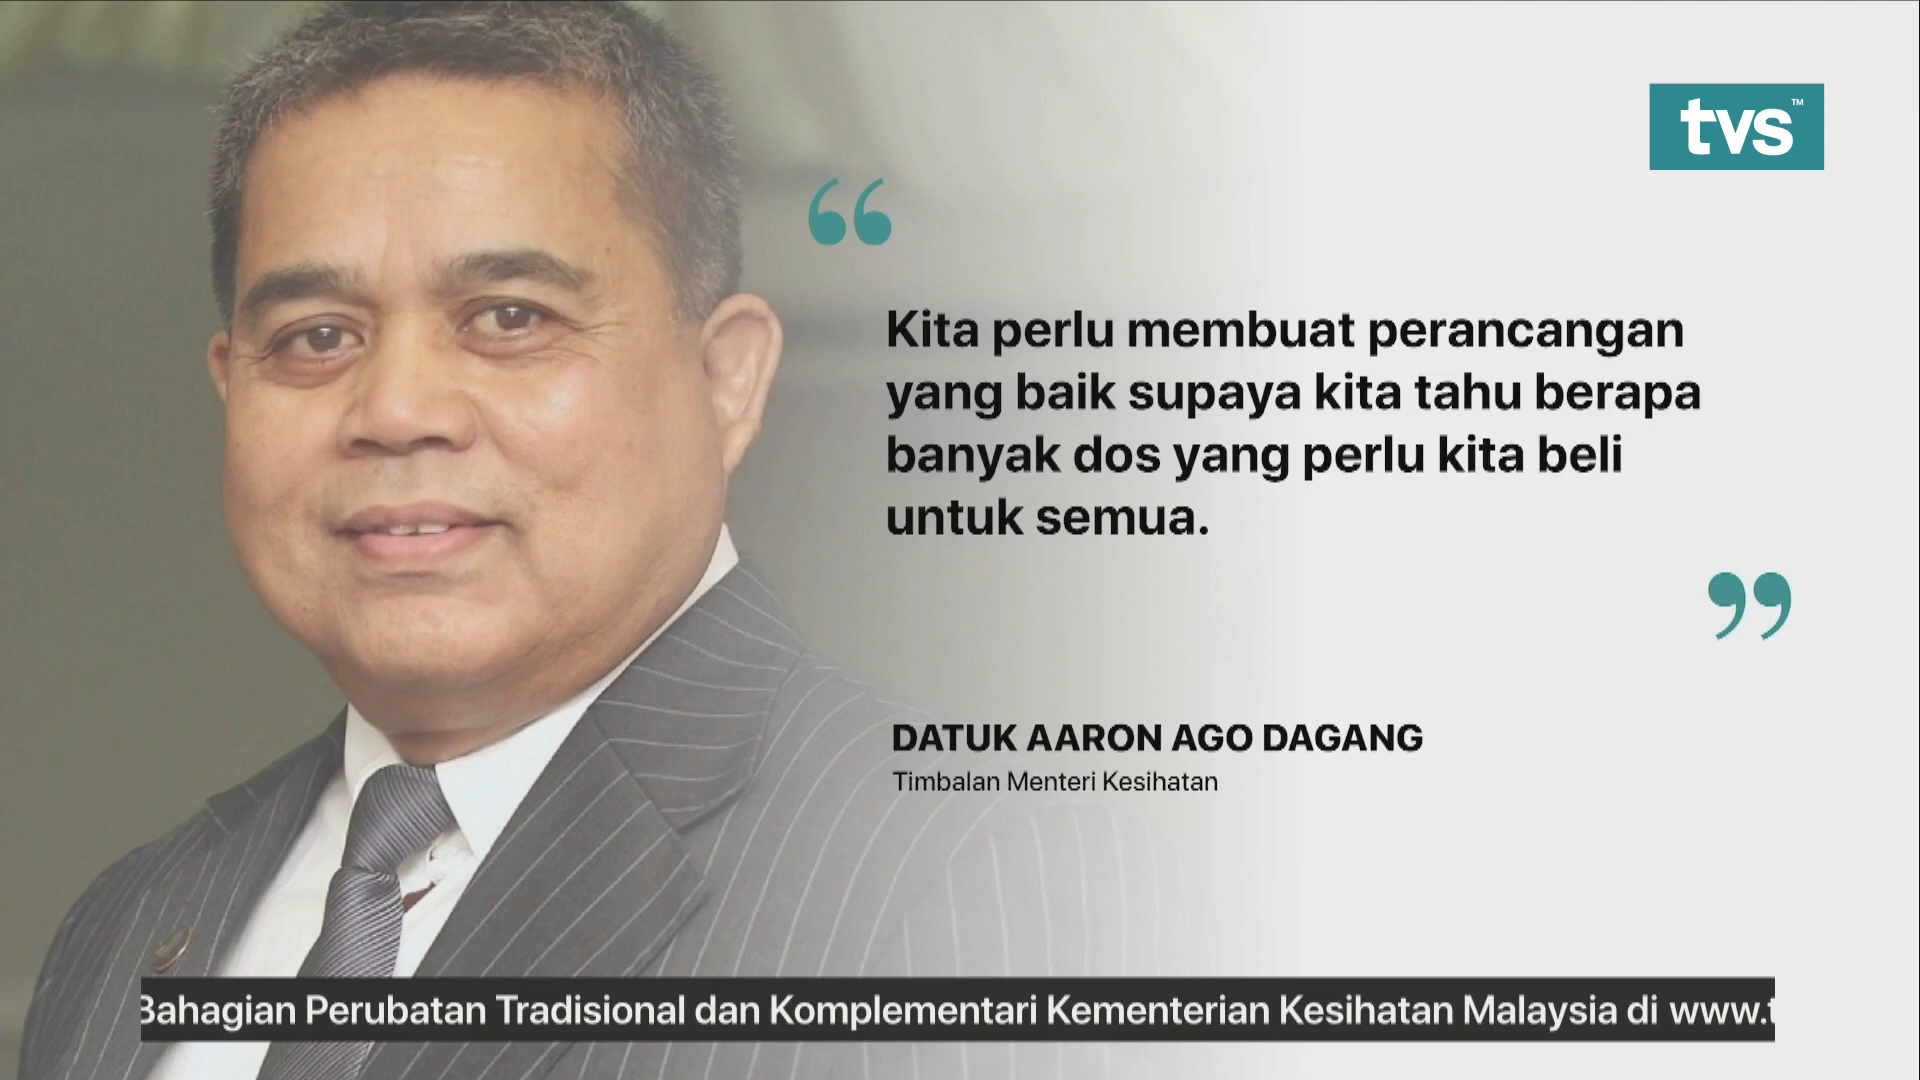 tvs™
“
Kita perlu membuat perancangan
yang baik supaya kita tahu berapa
banyak dos yang perlu kita beli
untuk semua.
”
DATUK AARON AGO DAGANG
Timbalan Menteri Kesihatan
Bahagian Perubatan Tradisional dan Komplementari Kementerian Kesihatan Malaysia di www.t